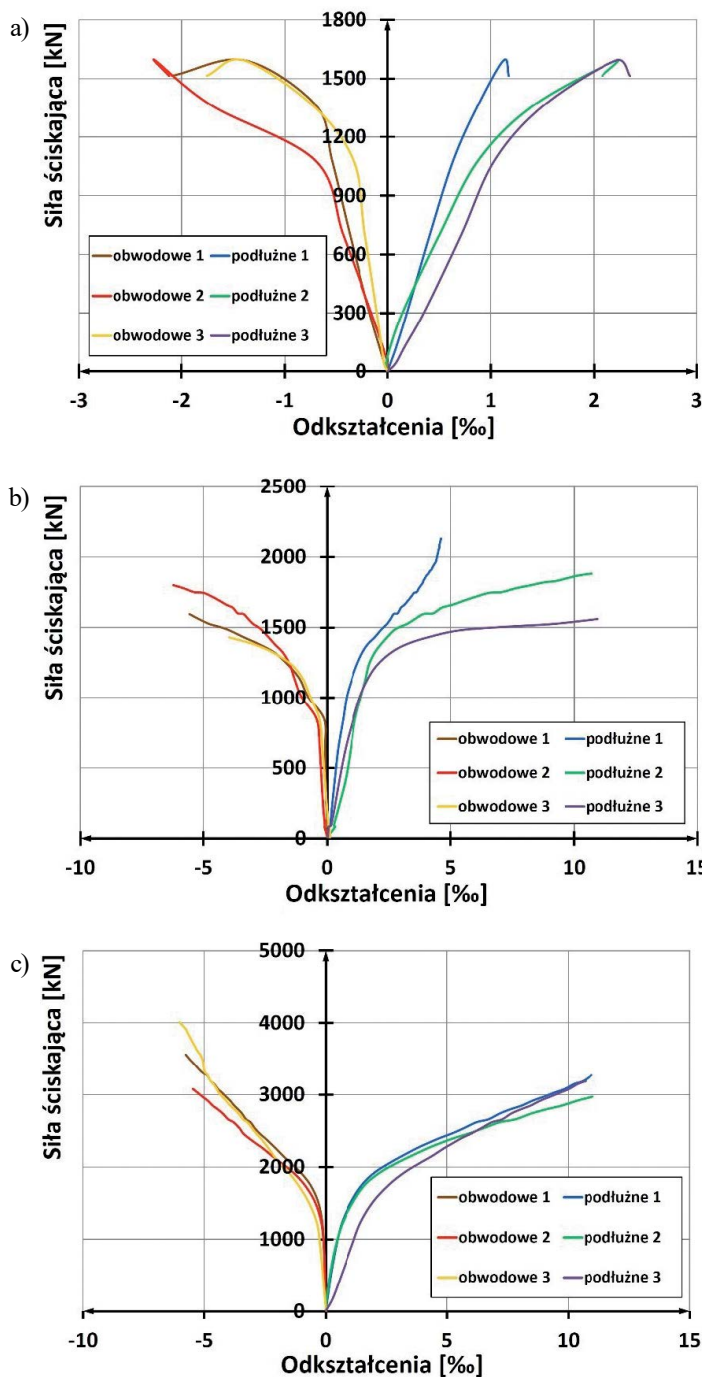 a)
Siła ściskająca [kN]
1800
1500
1200
900
600
300
0
obwodowe 1 podłużne 1
obwodowe 2 podłużne 2
obwodowe 3 podłużne 3
-3 -2 -1 0 1 2 3
Odkształcenia [‰]
b)
Siła ściskająca [kN]
2500
2000
1500
1000
500
0
obwodowe 1 podłużne 1
obwodowe 2 podłużne 2
obwodowe 3 podłużne 3
-10 -5 0 5 10 15
Odkształcenia [‰]
c)
Siła ściskająca [kN]
5000
4000
3000
2000
1000
0
obwodowe 1 podłużne 1
obwodowe 2 podłużne 2
obwodowe 3 podłużne 3
-10 -5 0 5 10 15
Odkształcenia [‰]